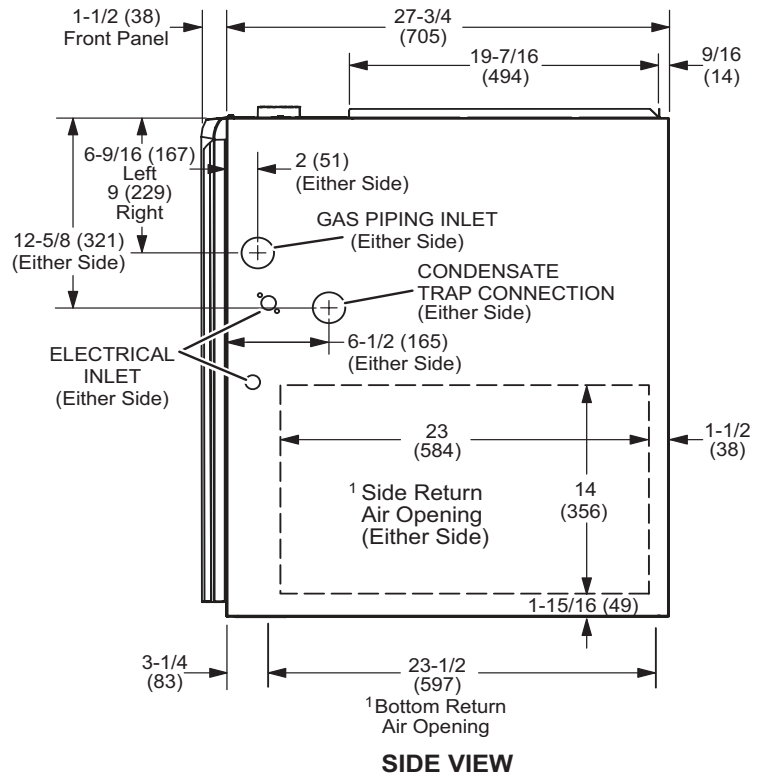 1-1/2 (38)
Front Panel
27-3/4
(705)
19-7/16
(494)
9/16
(14)
6-9/16 (167)
Left
9 (229)
Right
2 (51)
(Either Side)
12-5/8 (321)
(Either Side)
GAS PIPING INLET
(Either Side)
CONDENSATE
TRAP CONNECTION
(Either Side)
6-1/2 (165)
(Either Side)
ELECTRICAL
INLET
(Either Side)
23
(584)
1-1/2
(38)
1 Side Return
Air Opening
(Either Side)
14
(356)
1-15/16 (49)
3-1/4
(83)
23-1/2
(597)
1 Bottom Return
Air Opening
SIDE VIEW